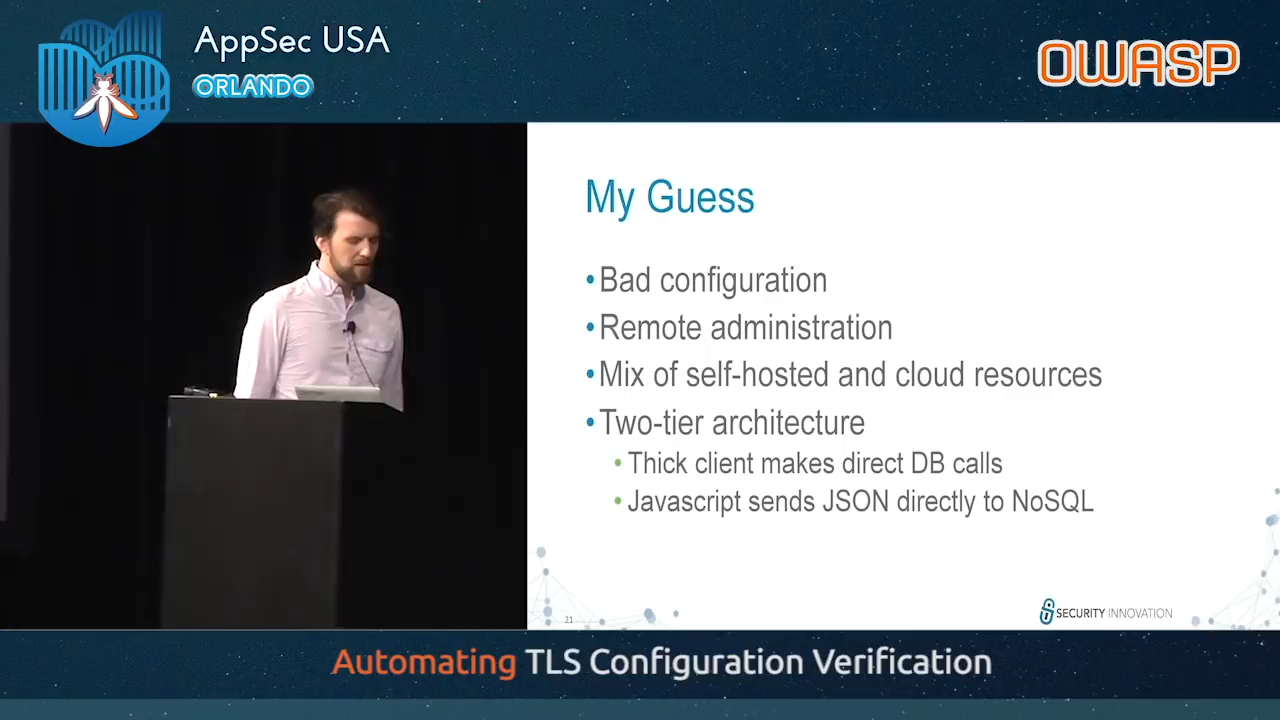 AppSec USA
ORLANDO
OWASP
My Guess
•Bad configuration
•Remote administration
•Mix of self-hosted and cloud resources
•Two-tier architecture
•Thick client makes direct DB calls
•Javascript sends JSON directly to NoSQL
21
SECURITY INNOVATION
Automating TLS Configuration Verification